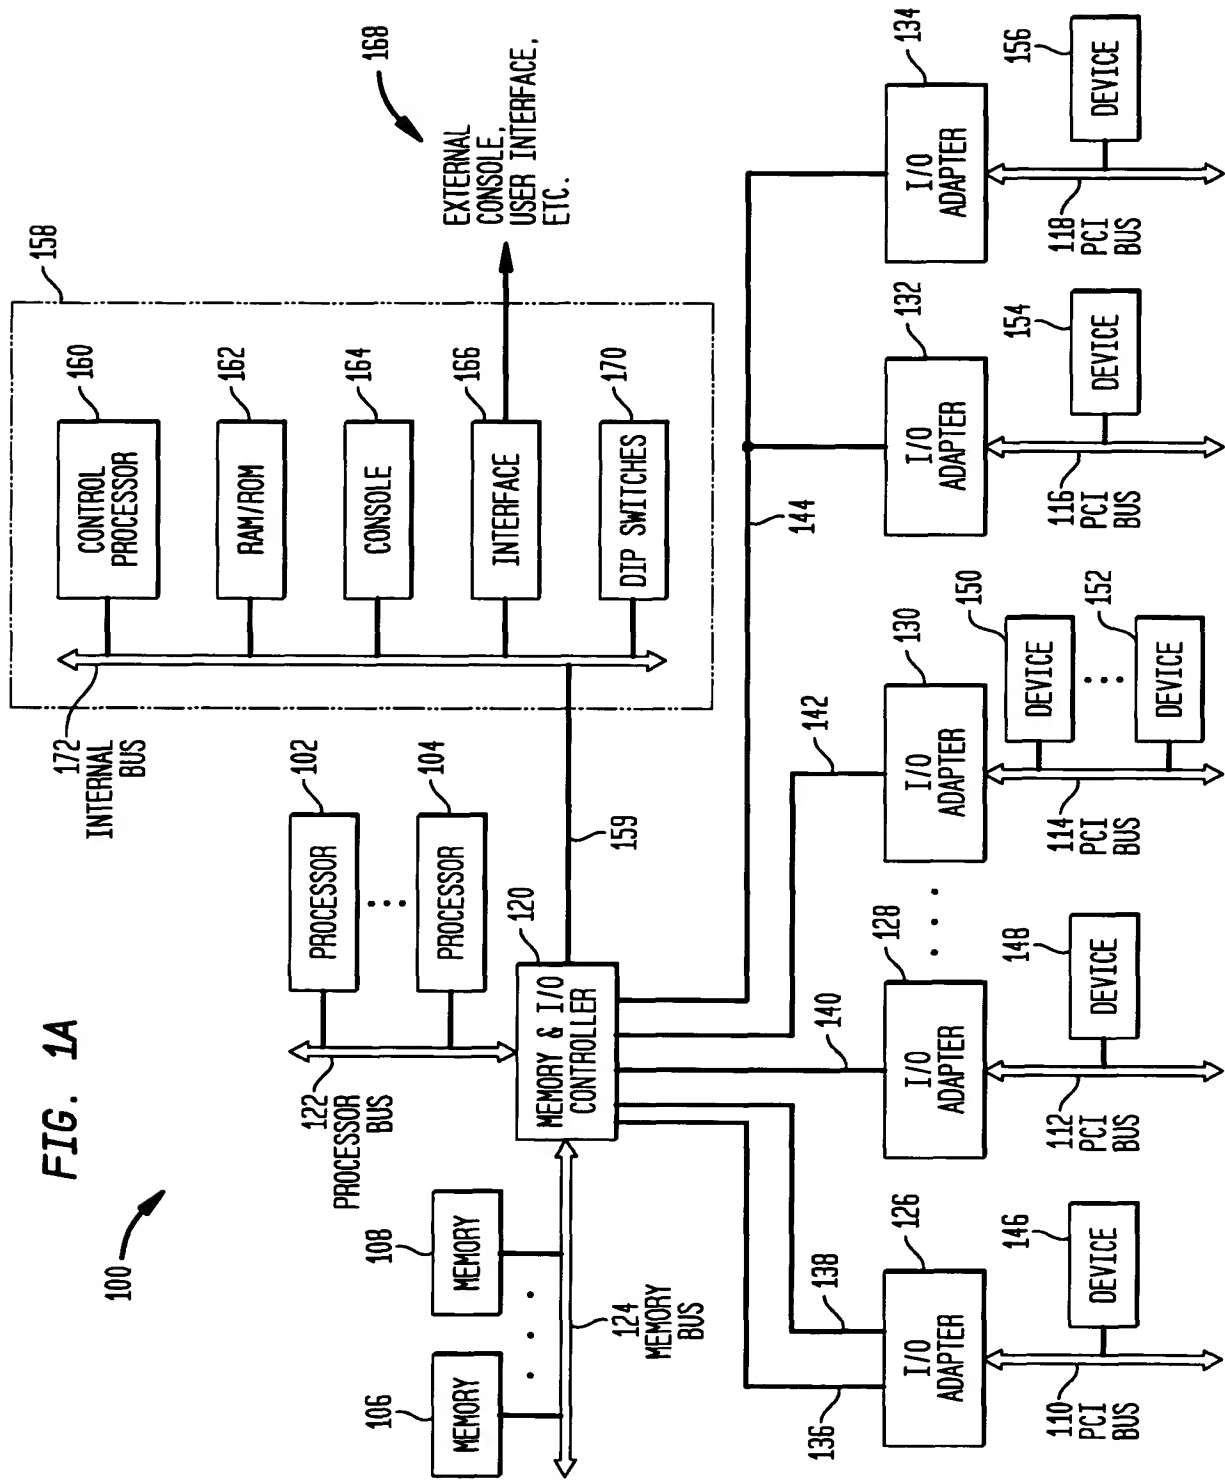 FIG. 1A
100
158
160
CONTROL
PROCESSOR
162
RAM/ROM
164
CONSOLE
166
INTERFACE
170
DIP SWITCHES
172
INTERNAL
BUS
168
EXTERNAL
CONSOLE,
USER INTERFACE,
ETC.
102
PROCESSOR
104
PROCESSOR
122
PROCESSOR
BUS
159
120
MEMORY & I/O
CONTROLLER
108
MEMORY
106
MEMORY
124
MEMORY
BUS
136
138
140
142
144
126
I/O
ADAPTER
128
I/O
ADAPTER
130
I/O
ADAPTER
132
I/O
ADAPTER
134
I/O
ADAPTER
110
PCI
BUS
146
DEVICE
112
PCI
BUS
148
DEVICE
114
PCI
BUS
150
DEVICE
152
DEVICE
116
PCI
BUS
154
DEVICE
118
PCI
BUS
156
DEVICE